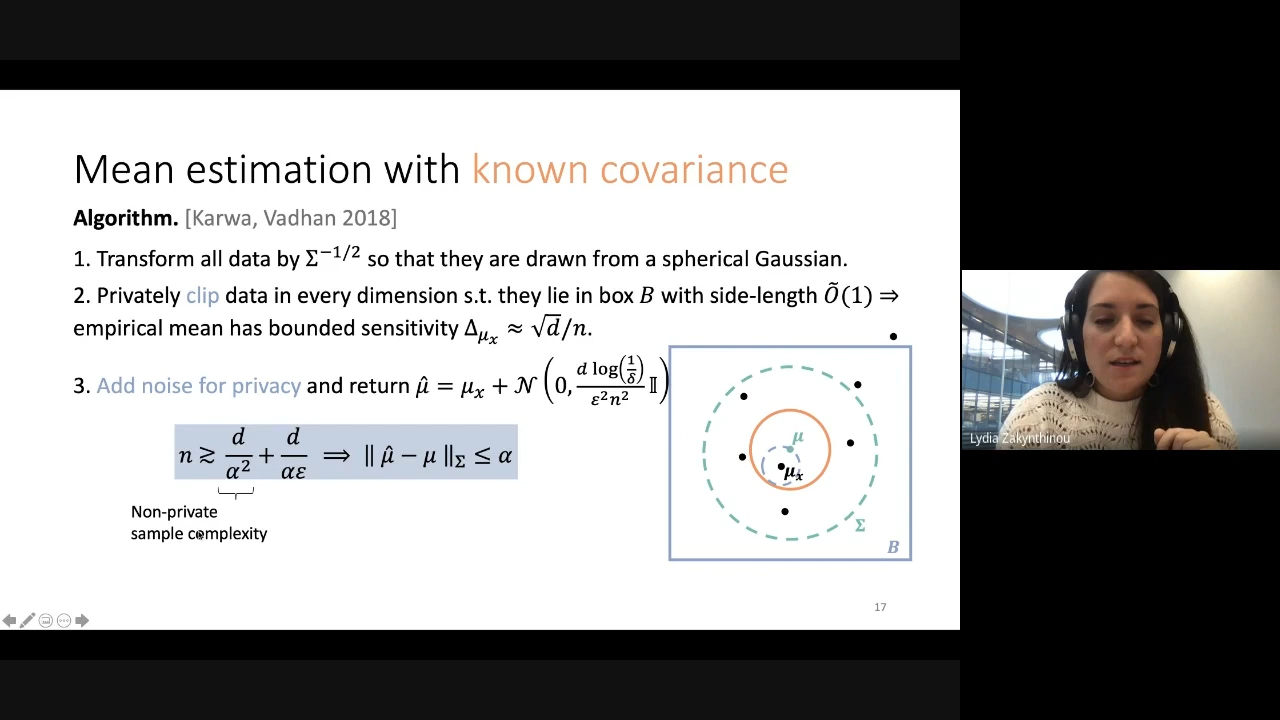 Mean estimation with known covariance
Algorithm. [Karwa, Vadhan 2018]
1. Transform all data by Σ^{−1/2} so that they are drawn from a spherical Gaussian.
2. Privately clip data in every dimension s.t. they lie in box B with side-length Õ(1) ⇒
empirical mean has bounded sensitivity Δ_{μ_x} ≈ √d/n.
3. Add noise for privacy and return μ̂ = μ_x + 𝒩(0, d log(1/δ)/(ε²n²) 𝕀)
n ≳ d/α² + d/(αε) ⟹ ‖ μ̂ − μ ‖_Σ ≤ α
Non-private
sample complexity
μ
μ_x
Σ
B
17
Lydia Zakynthinou